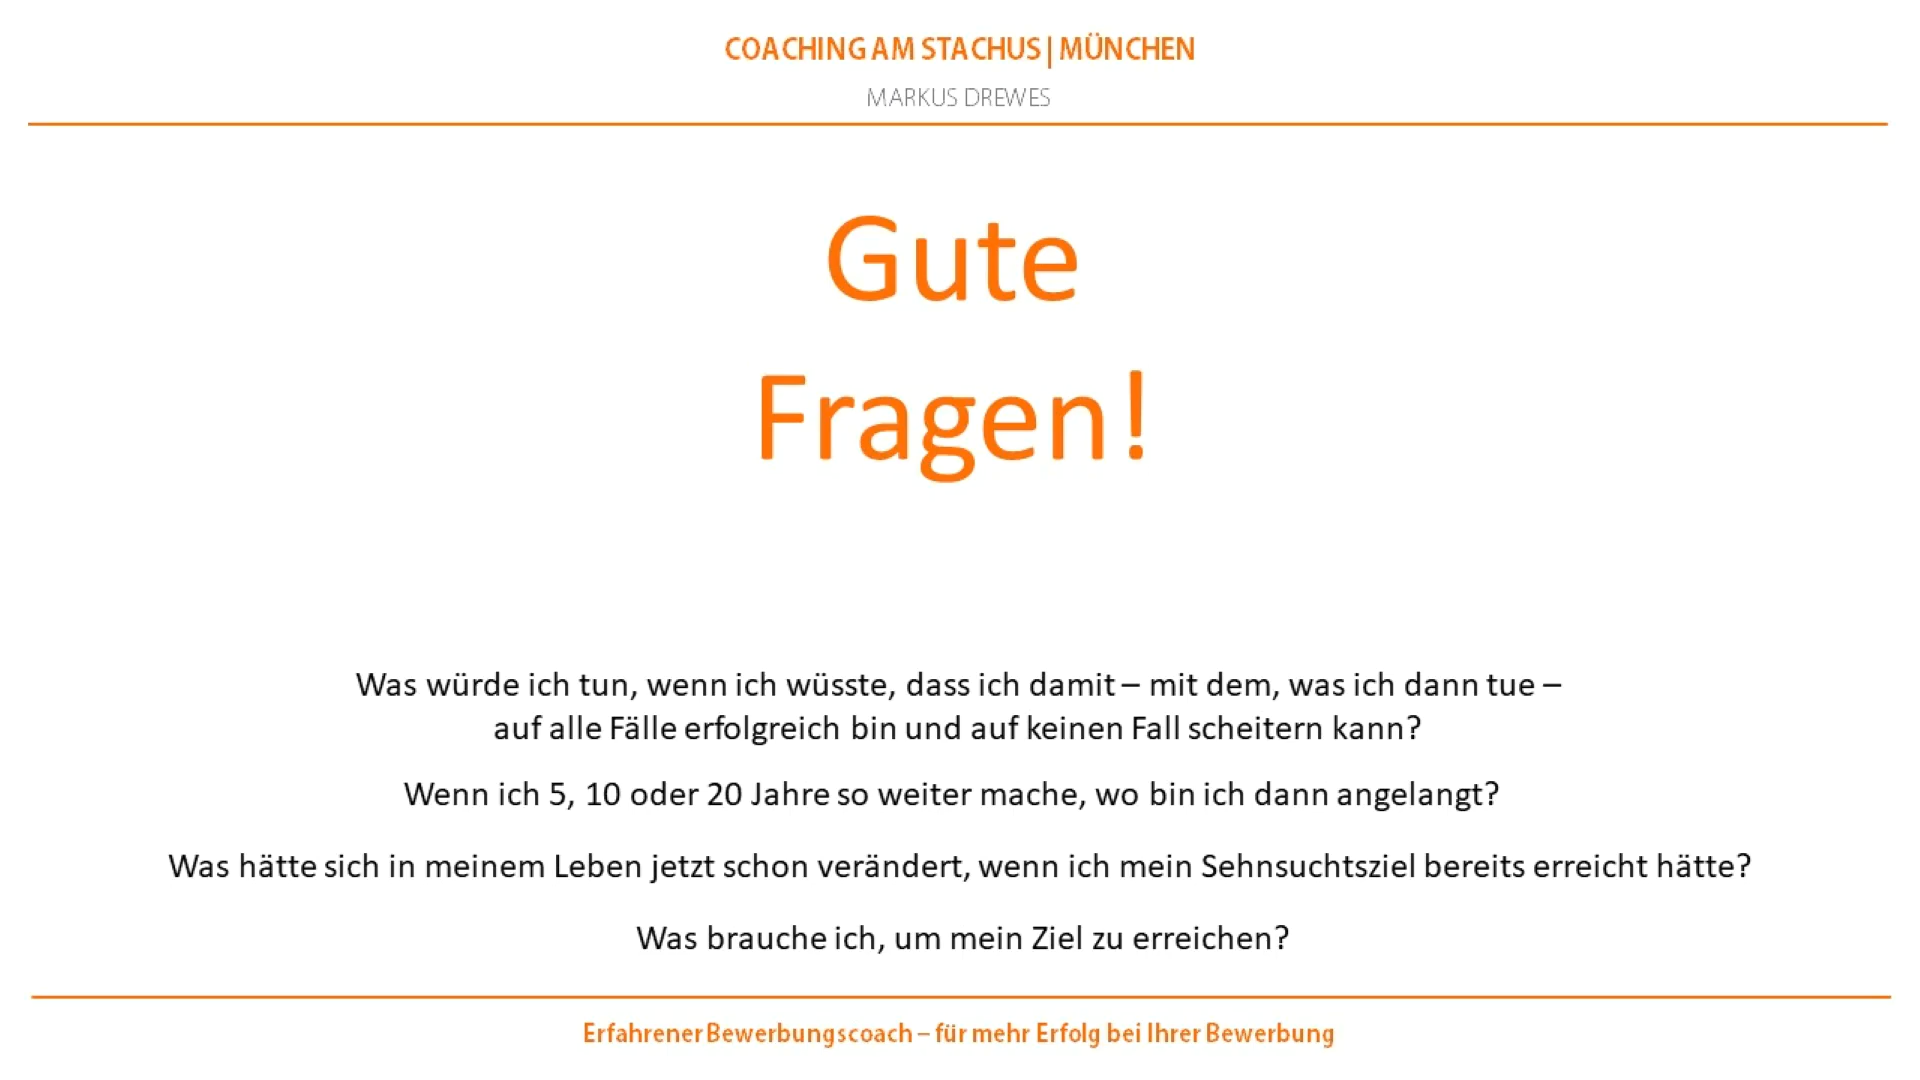 COACHING AM STACHUS | MÜNCHEN
MARKUS DREWES
Gute
Fragen!
Was würde ich tun, wenn ich wüsste, dass ich damit – mit dem, was ich dann tue –
auf alle Fälle erfolgreich bin und auf keinen Fall scheitern kann?
Wenn ich 5, 10 oder 20 Jahre so weiter mache, wo bin ich dann angelangt?
Was hätte sich in meinem Leben jetzt schon verändert, wenn ich mein Sehnsuchtsziel bereits erreicht hätte?
Was brauche ich, um mein Ziel zu erreichen?
Erfahrener Bewerbungscoach – für mehr Erfolg bei Ihrer Bewerbung